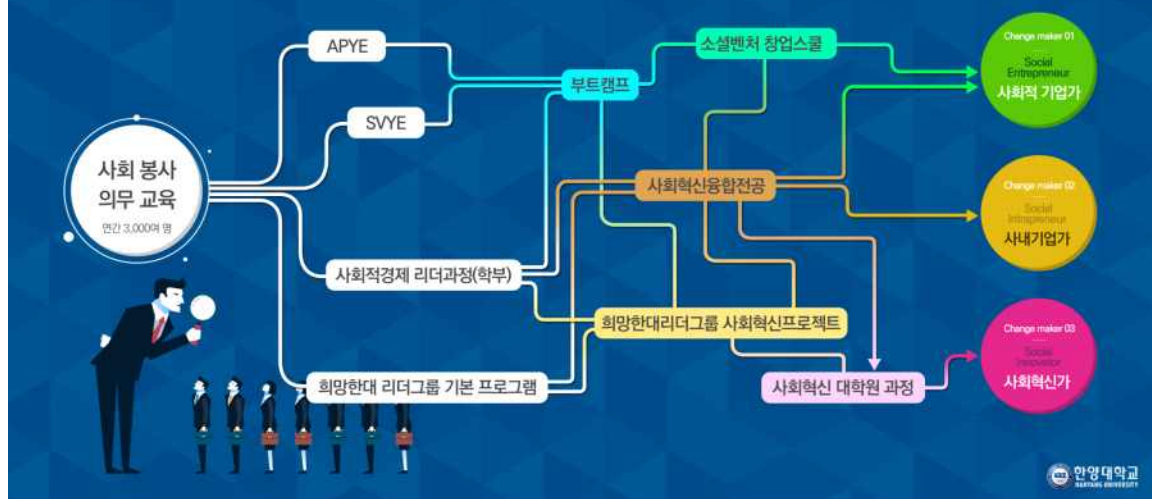 사회 봉사
의무 교육
연간 3,000여 명
APYE
SVYE
사회적경제 리더과정(학부)
희망한대 리더그룹 기본 프로그램
부트캠프
소셜벤처 창업스쿨
사회혁신융합전공
희망한대리더그룹 사회혁신프로젝트
사회혁신 대학원 과정
Change maker 01
Social
Entrepreneur
사회적 기업가
Change maker 02
Social
Intrapreneur
사내기업가
Change maker 03
Social
Innovator
사회혁신가
한양대학교
HANYANG UNIVERSITY